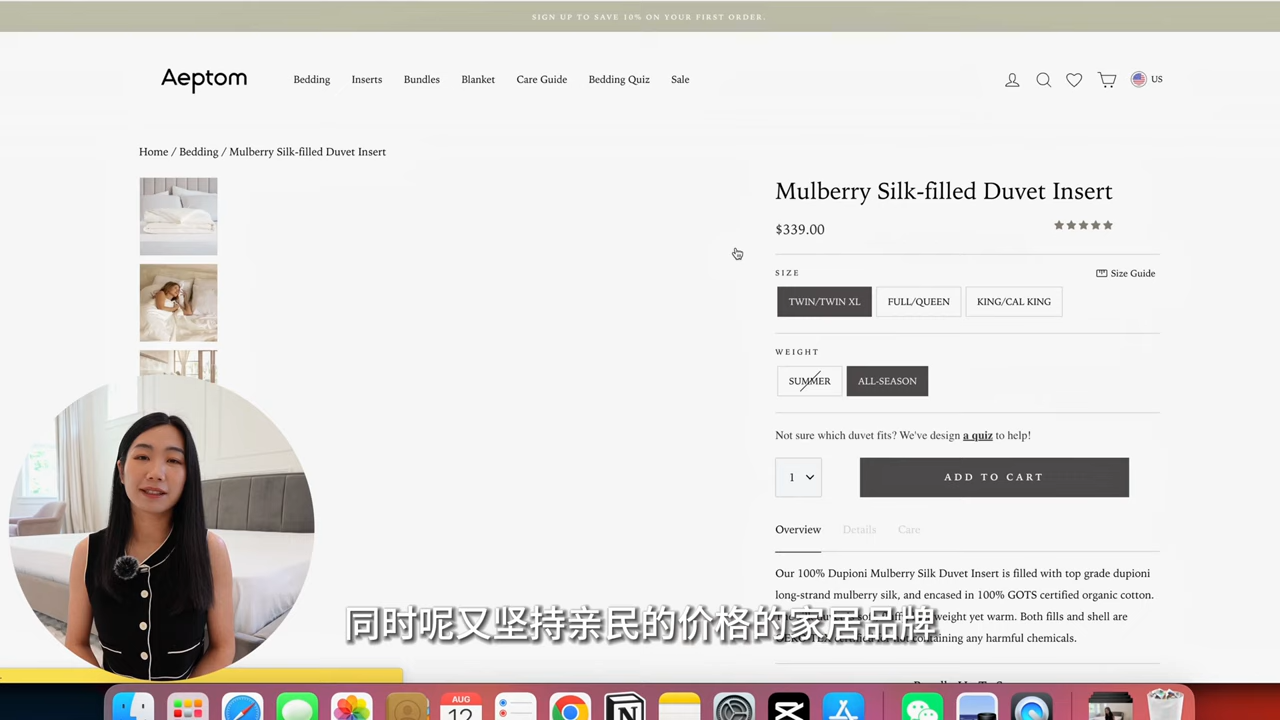 SIGN UP TO SAVE 10% ON YOUR FIRST ORDER.
Aeptom
Bedding
Inserts
Bundles
Blanket
Care Guide
Bedding Quiz
Sale
US
Home / Bedding / Mulberry Silk-filled Duvet Insert
Mulberry Silk-filled Duvet Insert
$339.00
SIZE
Size Guide
TWIN/TWIN XL
FULL/QUEEN
KING/CAL KING
WEIGHT
SUMMER
ALL-SEASON
Not sure which duvet fits? We've design a quiz to help!
1
ADD TO CART
Overview
Details
Care
Our 100% Dupioni Mulberry Silk Duvet Insert is filled with top grade dupioni
long-strand mulberry silk, and encased in 100% GOTS certified organic cotton.
weight yet warm. Both fills and shell are
containing any harmful chemicals.
同时呢又坚持亲民的价格的家居品牌
AUG
12